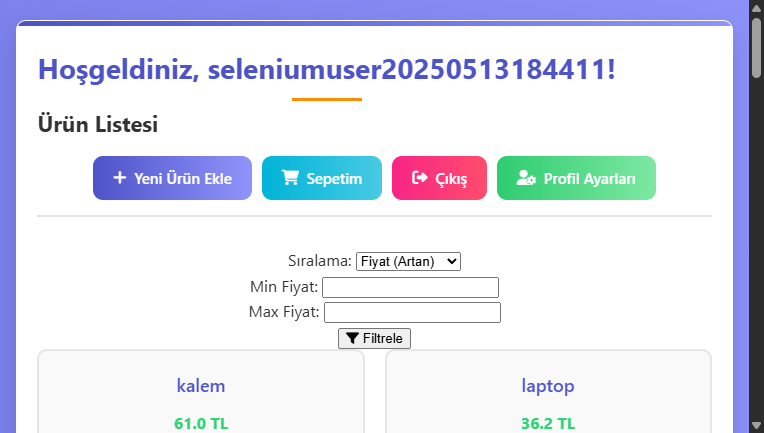 Hoşgeldiniz, seleniumuser20250513184411!
Ürün Listesi
Yeni Ürün Ekle Sepetim Çıkış Profil Ayarları
Sıralama: Fiyat (Artan)
Min Fiyat:
Max Fiyat:
Filtrele
kalem laptop
61.0 TL 36.2 TL